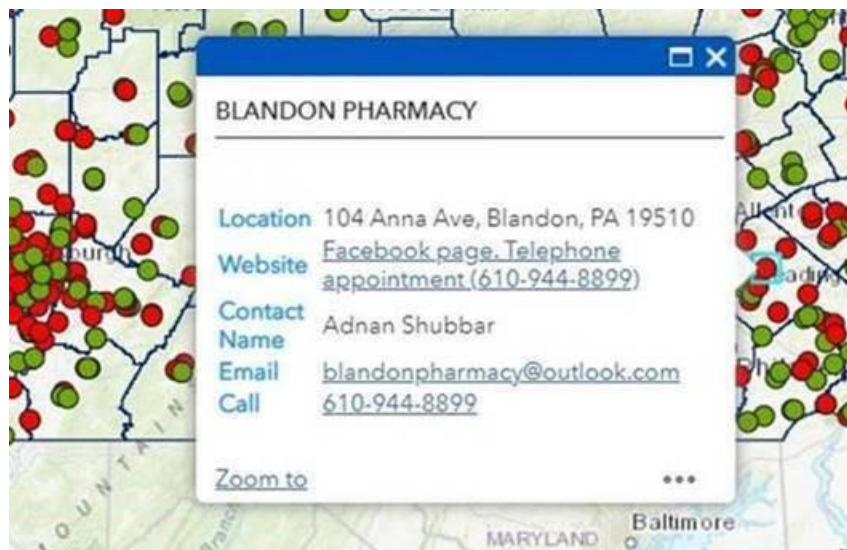 BLANDON PHARMACY
Location 104 Anna Ave, Blandon, PA 19510
Website Facebook page. Telephone
appointment (610-944-8899)
Contact
Name Adnan Shubbar
Email blandonpharmacy@outlook.com
Call 610-944-8899
Zoom to
Baltimore
MARYLAND